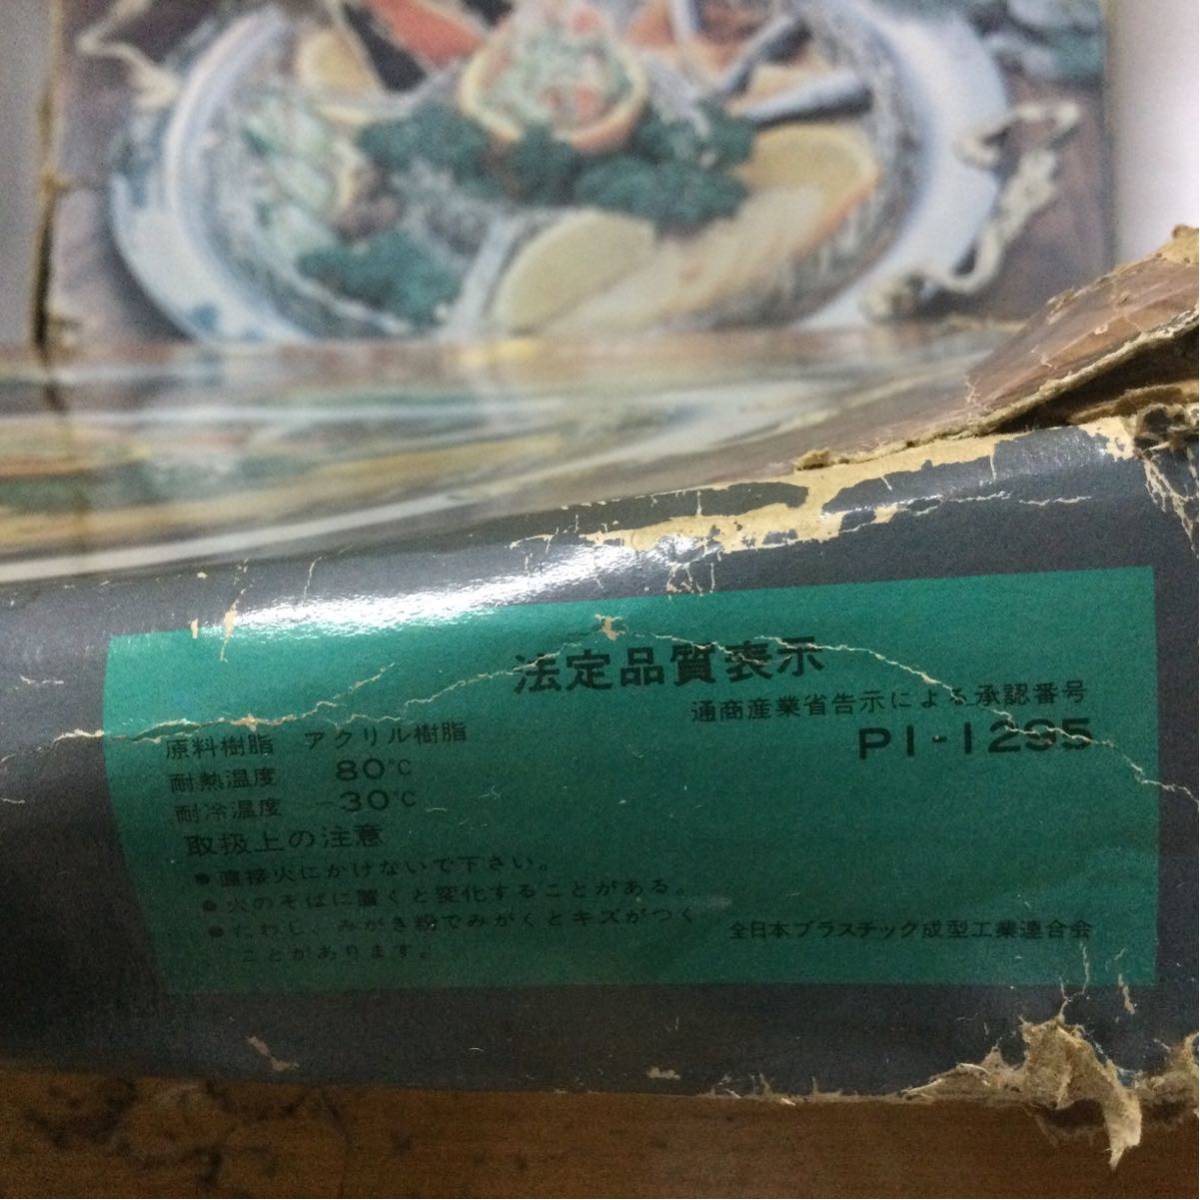 法定品質表示
通商産業省告示による承認番号
PI-1295
原料樹脂 アクリル樹脂
耐熱温度 80℃
耐冷温度 -30℃
取扱上の注意
●直接火にかけないで下さい。
●火のそばに置くと変化することがある。
●たわし、みがき粉でみがくとキズがつく
ことがあります。
全日本プラスチック成型工業連合会